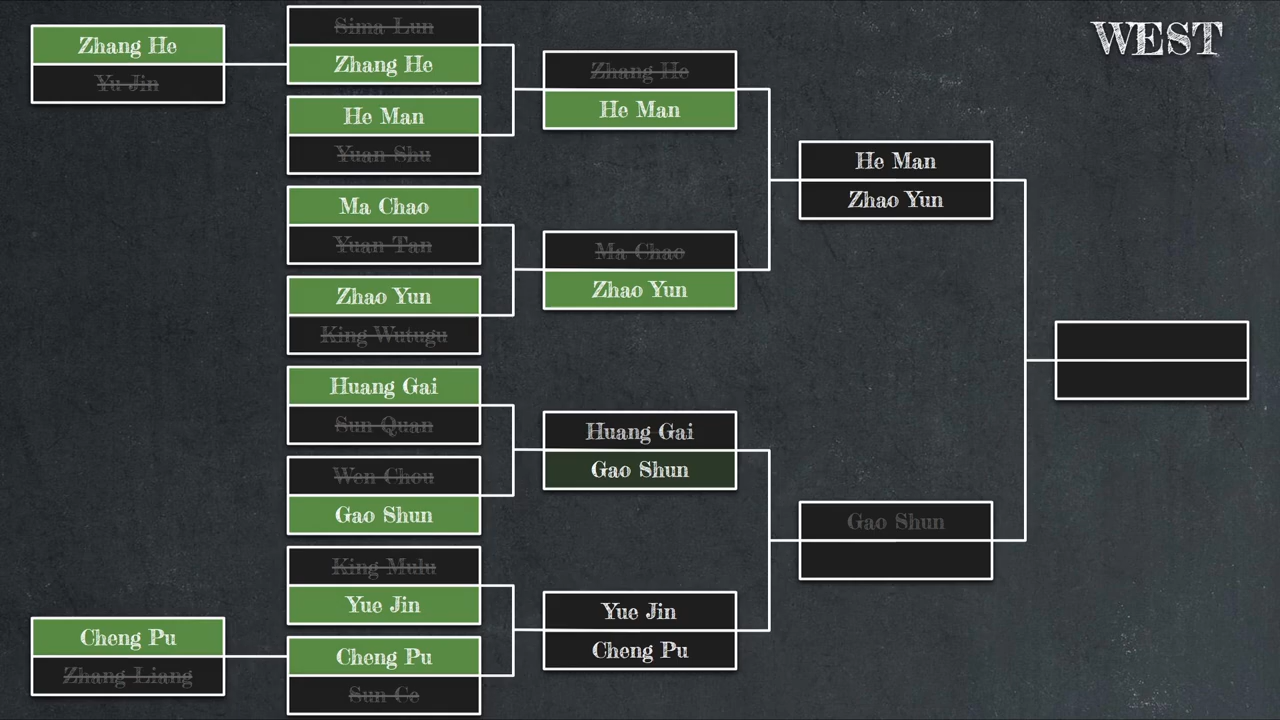 WEST
Zhang He
Yu Jin
Cheng Pu
Zhang Liang
Sima Lun
Zhang He
He Man
Yuan Shu
Ma Chao
Yuan Tan
Zhao Yun
King Wutugu
Huang Gai
Sun Quan
Wen Chou
Gao Shun
King Mulu
Yue Jin
Cheng Pu
Sun Ce
Zhang He
He Man
Ma Chao
Zhao Yun
Huang Gai
Gao Shun
Yue Jin
Cheng Pu
He Man
Zhao Yun
Gao Shun